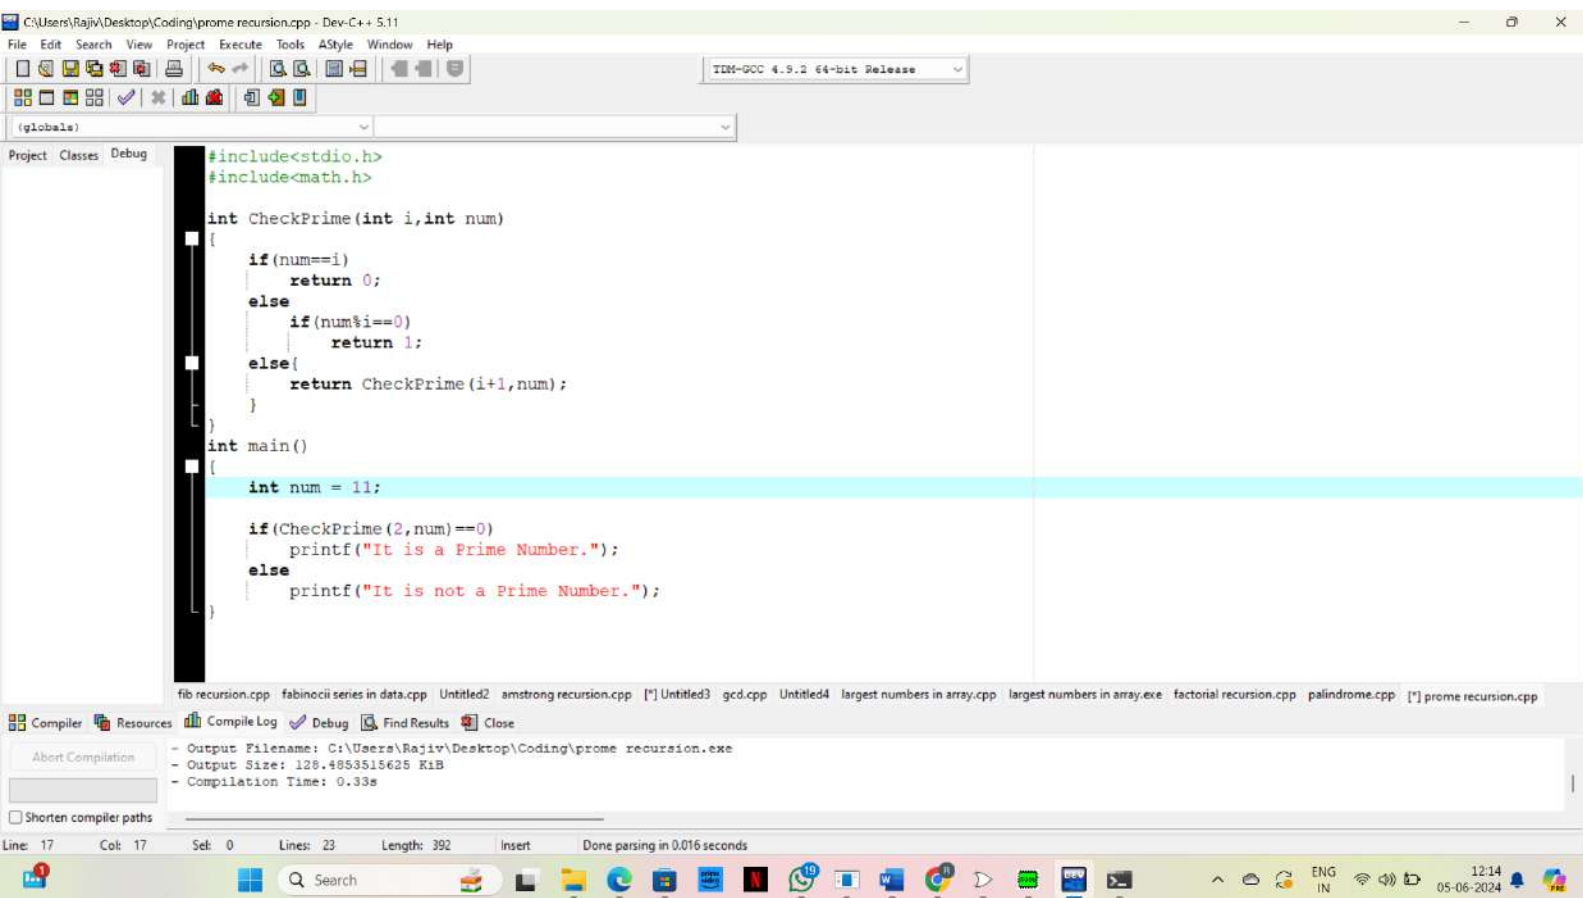 C:\Users\Rajiv\Desktop\Coding\prome recursion.cpp - Dev-C++ 5.11
File Edit Search View Project Execute Tools AStyle Window Help
TDM-GCC 4.9.2 64-bit Release
(globals)
Project Classes Debug
#include<stdio.h>
#include<math.h>
int CheckPrime(int i,int num)
{
if(num==i)
return 0;
else
if(num%i==0)
return 1;
else{
return CheckPrime(i+1,num);
}
}
int main()
{
int num = 11;
if(CheckPrime(2,num)==0)
printf("It is a Prime Number.");
else
printf("It is not a Prime Number.");
}
fib recursion.cpp fabinocii series in data.cpp Untitled2 amstrong recursion.cpp [*] Untitled3 gcd.cpp Untitled4 largest numbers in array.cpp largest numbers in array.exe factorial recursion.cpp palindrome.cpp [*] prome recursion.cpp
Compiler Resources Compile Log Debug Find Results Close
Abort Compilation
- Output Filename: C:\Users\Rajiv\Desktop\Coding\prome recursion.exe
- Output Size: 128.4853515625 KiB
- Compilation Time: 0.33s
Shorten compiler paths
Line: 17 Col: 17 Sel: 0 Lines: 23 Length: 392 Insert Done parsing in 0.016 seconds
1
Search
prime video
N
19
W
R
DEV
ENG
IN
12:14
05-06-2024
PRE